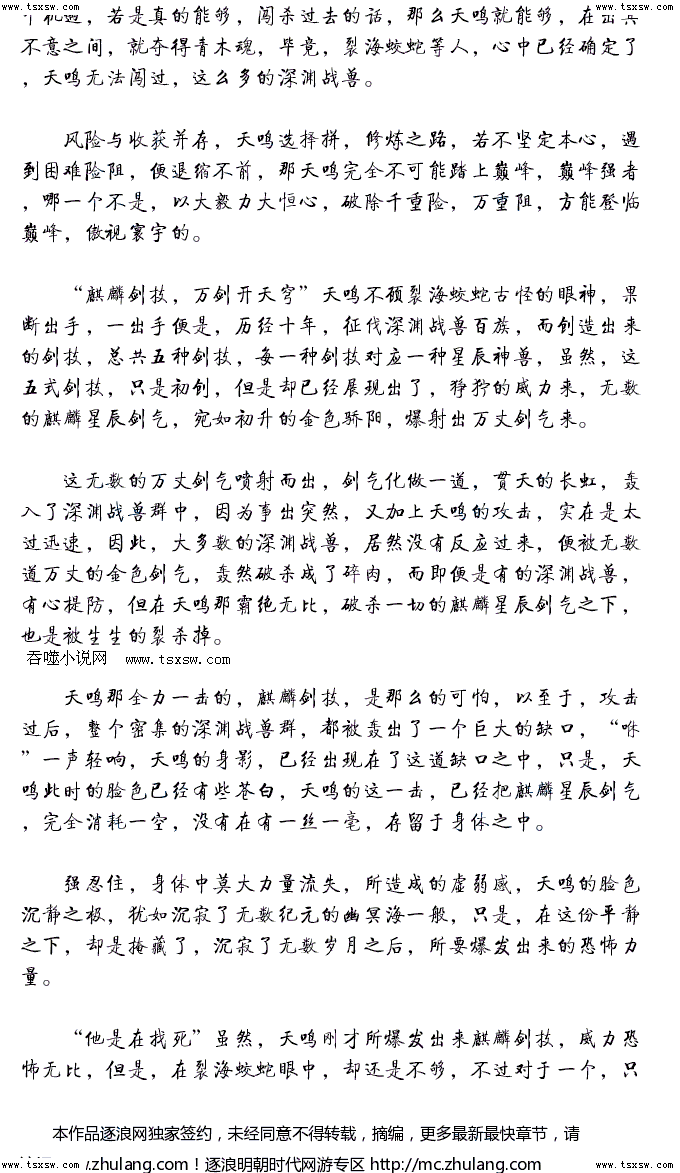 www.tsxsw.com www.tsxsw.com
个机遇，若是真的能够，闯杀过去的话，那么天鸣就能够，在出其
不意之间，就夺得青木魂，毕竟，裂海蛟蛇等人，心中已经确定了
，天鸣无法闯过，这么多的深渊战兽。
风险与收获并存，天鸣选择拼，修炼之路，若不坚定本心，遇
到困难险阻，便退缩不前，那天鸣完全不可能踏上巅峰，巅峰强者
，哪一个不是，以大毅力大恒心，破除千重险，万重阻，方能登临
巅峰，傲视寰宇的。
“麒麟剑技，万剑开天穹”天鸣不顾裂海蛟蛇古怪的眼神，果
断出手，一出手便是，历经十年，征伐深渊战兽百族，而创造出来
的剑技，总共五种剑技，每一种剑技对应一种星辰神兽，虽然，这
五式剑技，只是初创，但是却已经展现出了，狰狞的威力来，无数
的麒麟星辰剑气，宛如初升的金色骄阳，爆射出万丈剑气来。
这无数的万丈剑气喷射而出，剑气化做一道，贯天的长虹，轰
入了深渊战兽群中，因为事出突然，又加上天鸣的攻击，实在是太
过迅速，因此，大多数的深渊战兽，居然没有反应过来，便被无数
道万丈的金色剑气，轰然破杀成了碎肉，而即便是有的深渊战兽，
有心提防，但在天鸣那霸绝无比，破杀一切的麒麟星辰剑气之下，
也是被生生的裂杀掉。
吞噬小说网 www.tsxsw.com
天鸣那全力一击的，麒麟剑技，是那么的可怕，以至于，攻击
过后，整个密集的深渊战兽群，都被轰出了一个巨大的缺口，“咻
”一声轻响，天鸣的身影，已经出现在了这道缺口之中，只是，天
鸣此时的脸色已经有些苍白，天鸣的这一击，已经把麒麟星辰剑气
，完全消耗一空，没有在有一丝一毫，存留于身体之中。
强忍住，身体中莫大力量流失，所造成的虚弱感，天鸣的脸色
沉静之极，犹如沉寂了无数纪元的幽冥海一般，只是，在这份平静
之下，却是掩藏了，沉寂了无数岁月之后，所要爆发出来的恐怖力
量。
“他是在找死”虽然，天鸣刚才所爆发出来麒麟剑技，威力恐
怖无比，但是，在裂海蛟蛇眼中，却还是不够，不过对于一个，只
本作品逐浪网独家签约，未经同意不得转载，摘编，更多最新最快章节，请
.zhulang.com！逐浪明朝时代网游专区 http://mc.zhulang.com/
www.tsxsw.com www.tsxsw.com